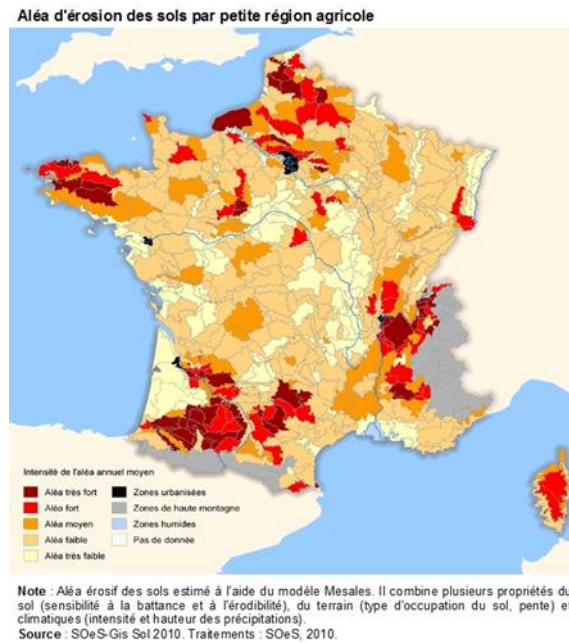 Aléa d'érosion des sols par petite région agricole
Intensité de l'aléa annuel moyen
Aléa très fort
Aléa fort
Aléa moyen
Aléa faible
Aléa très faible
Zones urbanisées
Zones de haute montagne
Zones humides
Pas de donnée
Note : Aléa érosif des sols estimé à l'aide du modèle Mesales. Il combine plusieurs propriétés du
sol (sensibilité à la battance et à l'érodibilité), du terrain (type d'occupation du sol, pente) et
climatiques (intensité et hauteur des précipitations).
Source : SOeS-Gis Sol 2010. Traitements : SOeS, 2010.